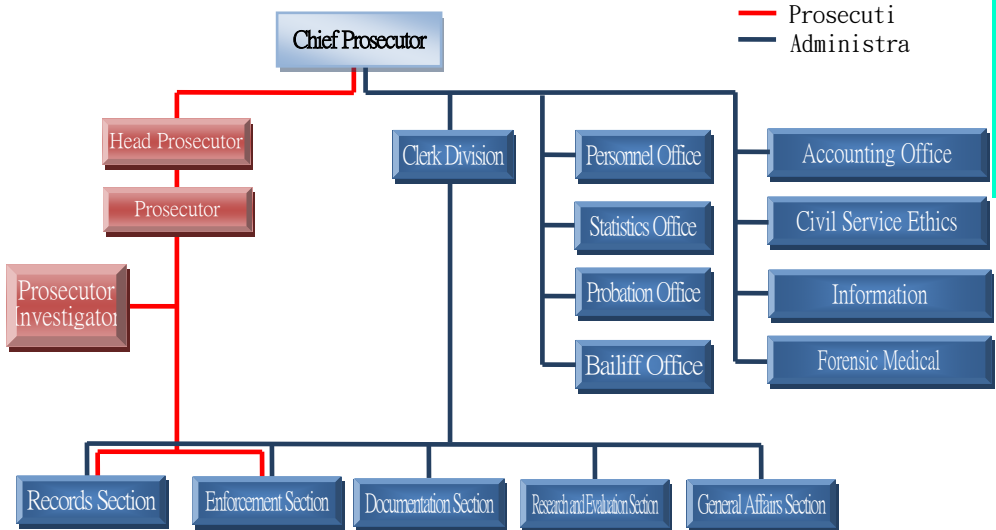 Chief Prosecutor
Prosecuti
Administra
Head Prosecutor
Prosecutor
Prosecutor
Investigator
Clerk Division
Personnel Office
Statistics Office
Probation Office
Bailiff Office
Accounting Office
Civil Service Ethics
Information
Forensic Medical
Records Section
Enforcement Section
Documentation Section
Research and Evaluation Section
General Affairs Section